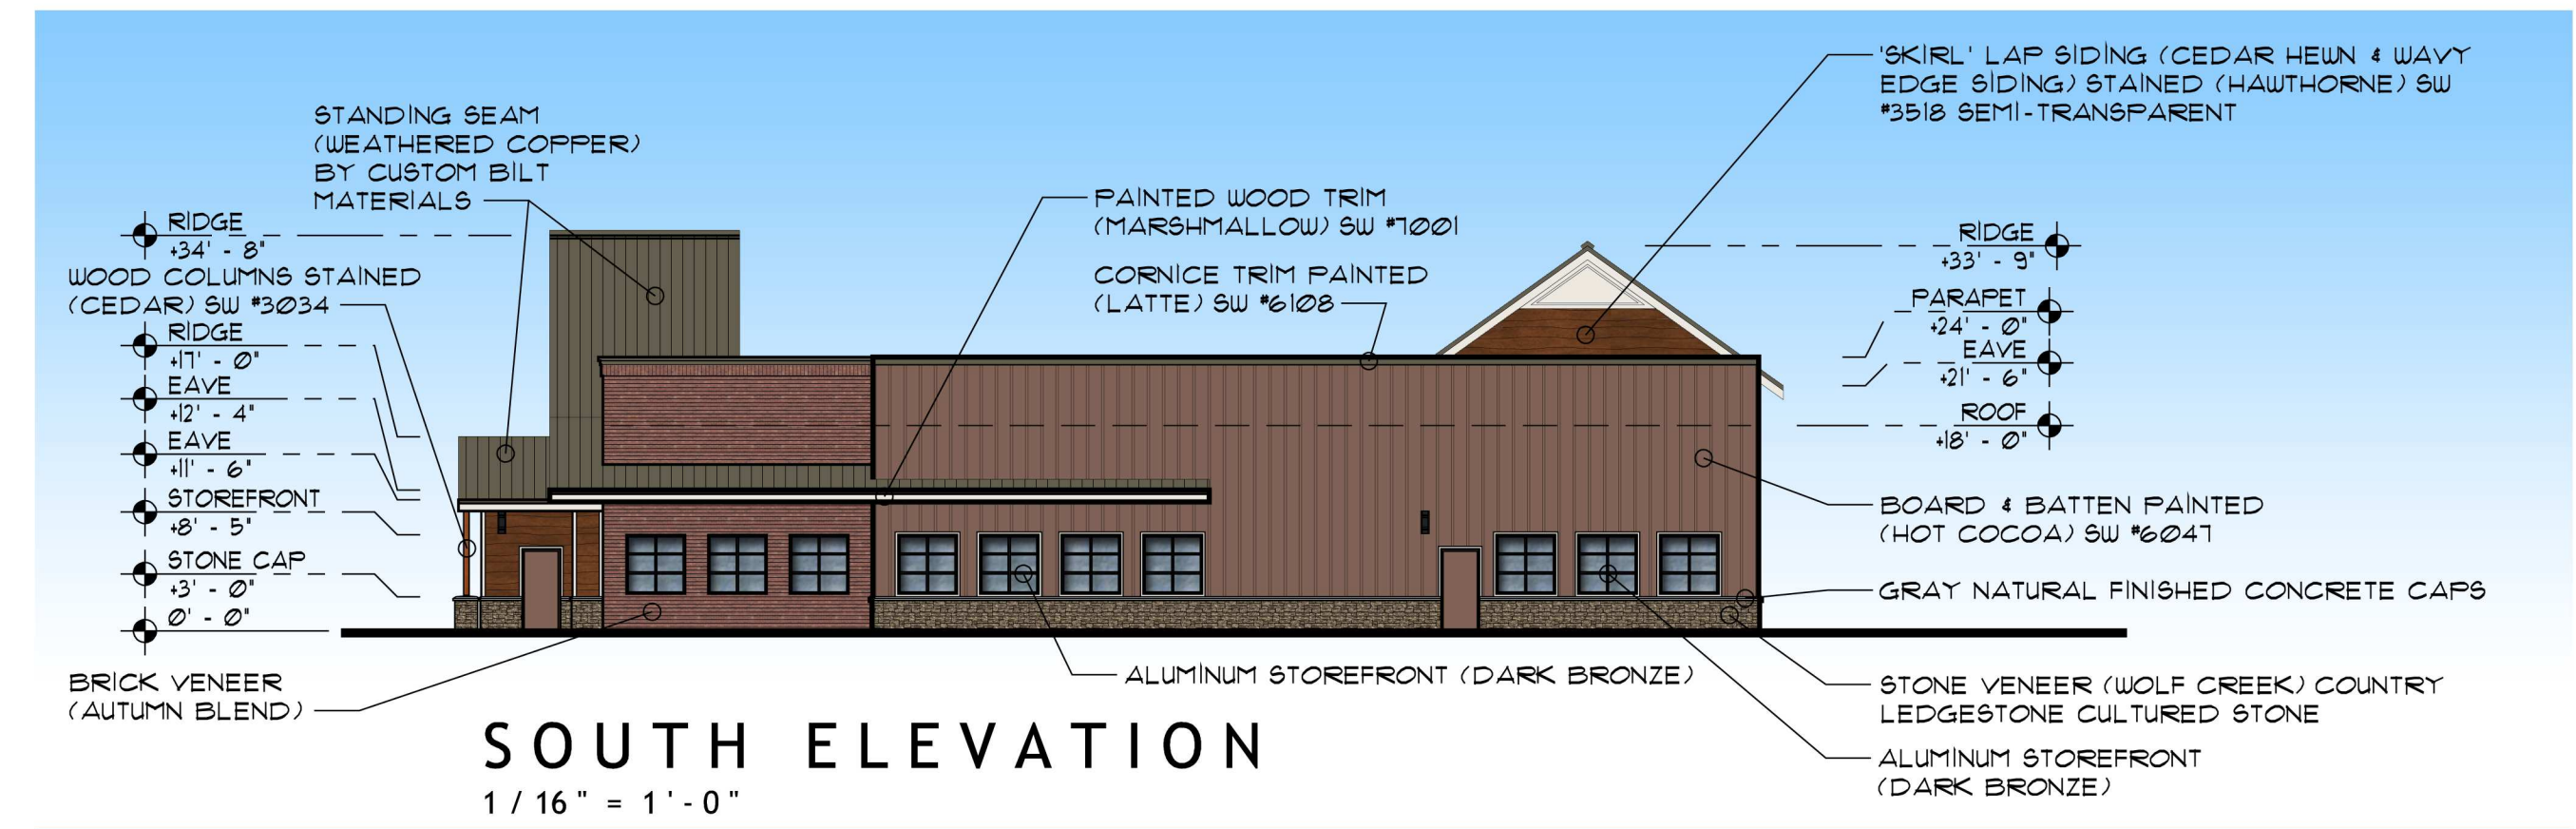 'SKIRL' LAP SIDING (CEDAR HEWN & WAVY
EDGE SIDING) STAINED (HAWTHORNE) SW
#3518 SEMI-TRANSPARENT
STANDING SEAM
(WEATHERED COPPER)
BY CUSTOM BILT
MATERIALS
PAINTED WOOD TRIM
(MARSHMALLOW) SW #7001
CORNICE TRIM PAINTED
(LATTE) SW #6108
RIDGE
+34' - 8"
WOOD COLUMNS STAINED
(CEDAR) SW #3034
RIDGE
+17' - 0"
EAVE
+12' - 4"
EAVE
+11' - 6"
STOREFRONT
+8' - 5"
STONE CAP
+3' - 0"
0' - 0"
RIDGE
+33' - 9"
PARAPET
+24' - 0"
EAVE
+21' - 6"
ROOF
+18' - 0"
BOARD & BATTEN PAINTED
(HOT COCOA) SW #6047
GRAY NATURAL FINISHED CONCRETE CAPS
BRICK VENEER
(AUTUMN BLEND)
ALUMINUM STOREFRONT (DARK BRONZE)
STONE VENEER (WOLF CREEK) COUNTRY
LEDGESTONE CULTURED STONE
ALUMINUM STOREFRONT
(DARK BRONZE)
SOUTH ELEVATION
1/16" = 1'-0"